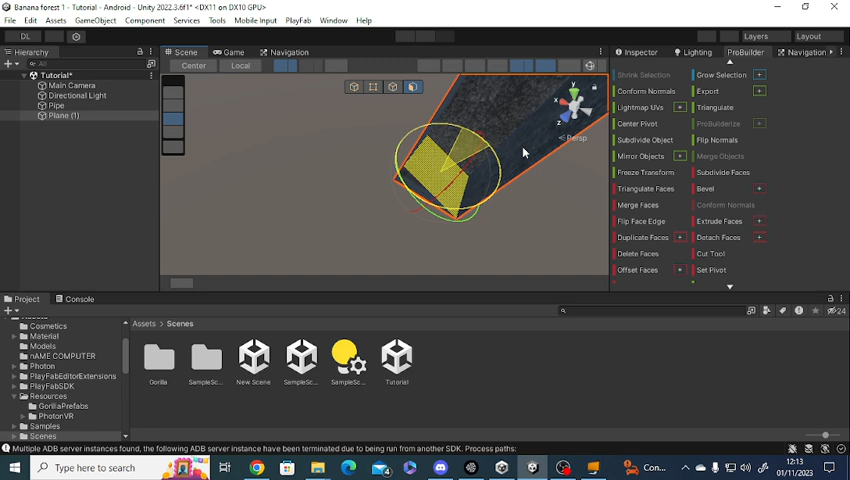 Banana forest 1 - Tutorial - Android - Unity 2022.3.6f1* <DX11 on DX10 GPU>
File Edit Assets GameObject Component Services Tools Mobile Input PlayFab Window Help
DL Layers Layout
Hierarchy
All
Tutorial*
Main Camera
Directional Light
Pipe
Plane (1)
Scene Game Navigation
Center Local
y
x
z
Persp
Inspector Lighting ProBuilder Navigation
Shrink Selection Grow Selection
Conform Normals Export
Lightmap UVs Triangulate
Center Pivot ProBuilderize
Subdivide Object Flip Normals
Mirror Objects Merge Objects
Freeze Transform Subdivide Faces
Triangulate Faces Bevel
Merge Faces Conform Normals
Flip Face Edge Extrude Faces
Duplicate Faces Detach Faces
Delete Faces Cut Tool
Offset Faces Set Pivot
Project Console
24
Cosmetics
Material
Models
nAME COMPUTER
Photon
PlayFabEditorExtensions
PlayFabSDK
Resources
GorillaPrefabs
PhotonVR
Samples
Scenes
Assets > Scenes
Gorilla SampleSc... New Scene SampleSc... SampleSc... Tutorial
Multiple ADB server instances found, the following ADB server instance have been terminated due to being run from another SDK. Process paths:
Type here to search
4
Con...
12:13
01/11/2023